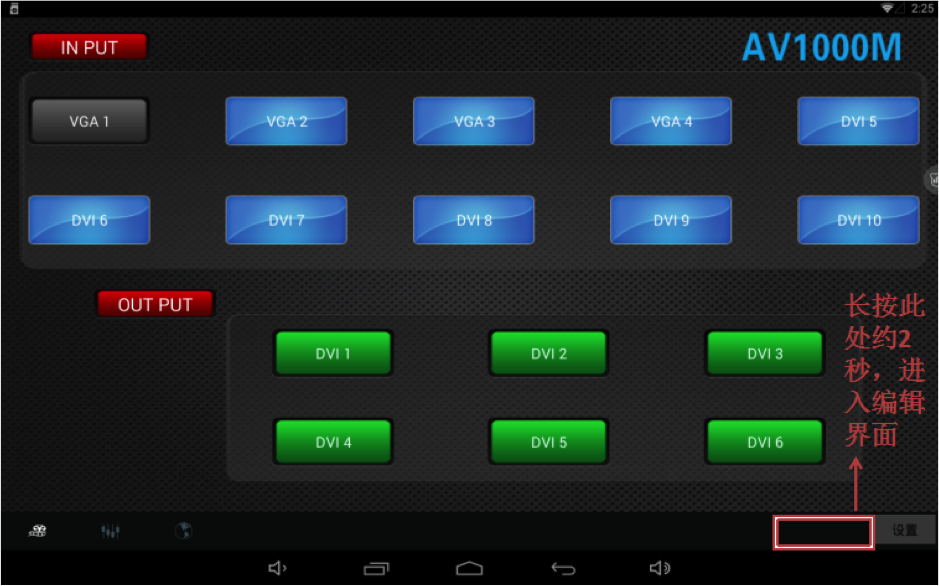 2:25
IN PUT
AV1000M
VGA 1
VGA 2
VGA 3
VGA 4
DVI 5
DVI 6
DVI 7
DVI 8
DVI 9
DVI 10
OUT PUT
DVI 1
DVI 2
DVI 3
DVI 4
DVI 5
DVI 6
长按此
处约2
秒，进
入编辑
界面
设置